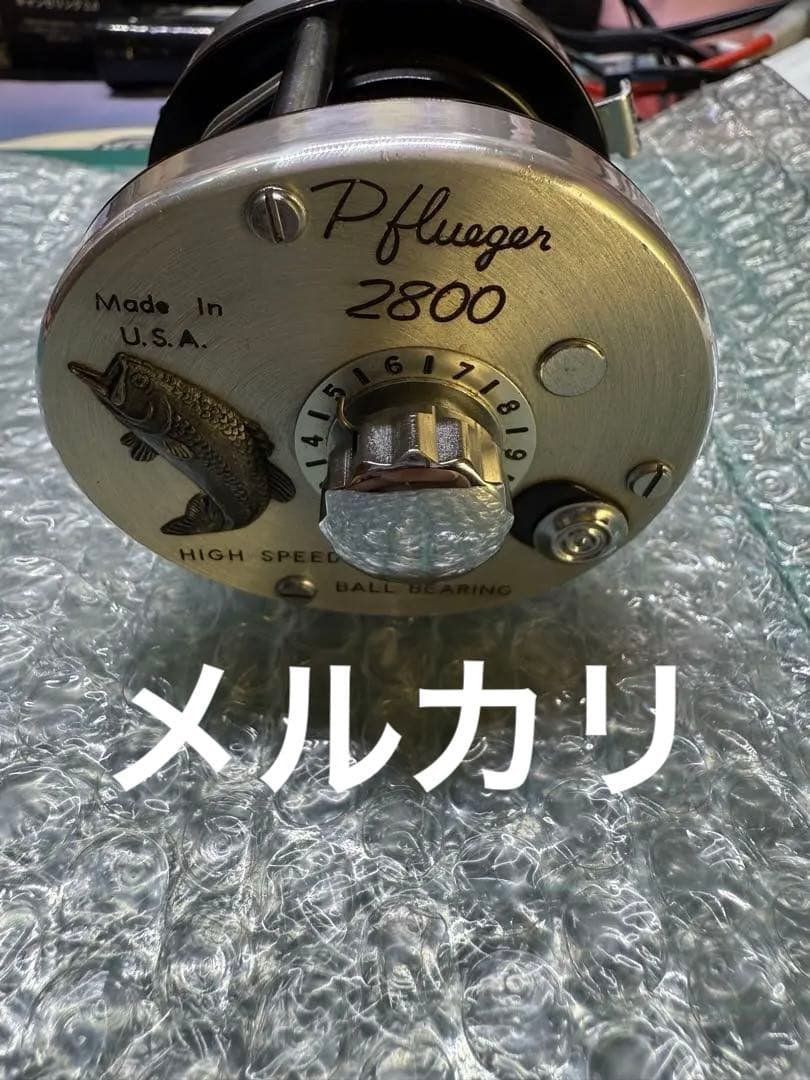 Pflueger
2800
Made In
U.S.A.
4 5 6 7 8 9
HIGH SPEED
BALL BEARING
メルカリ